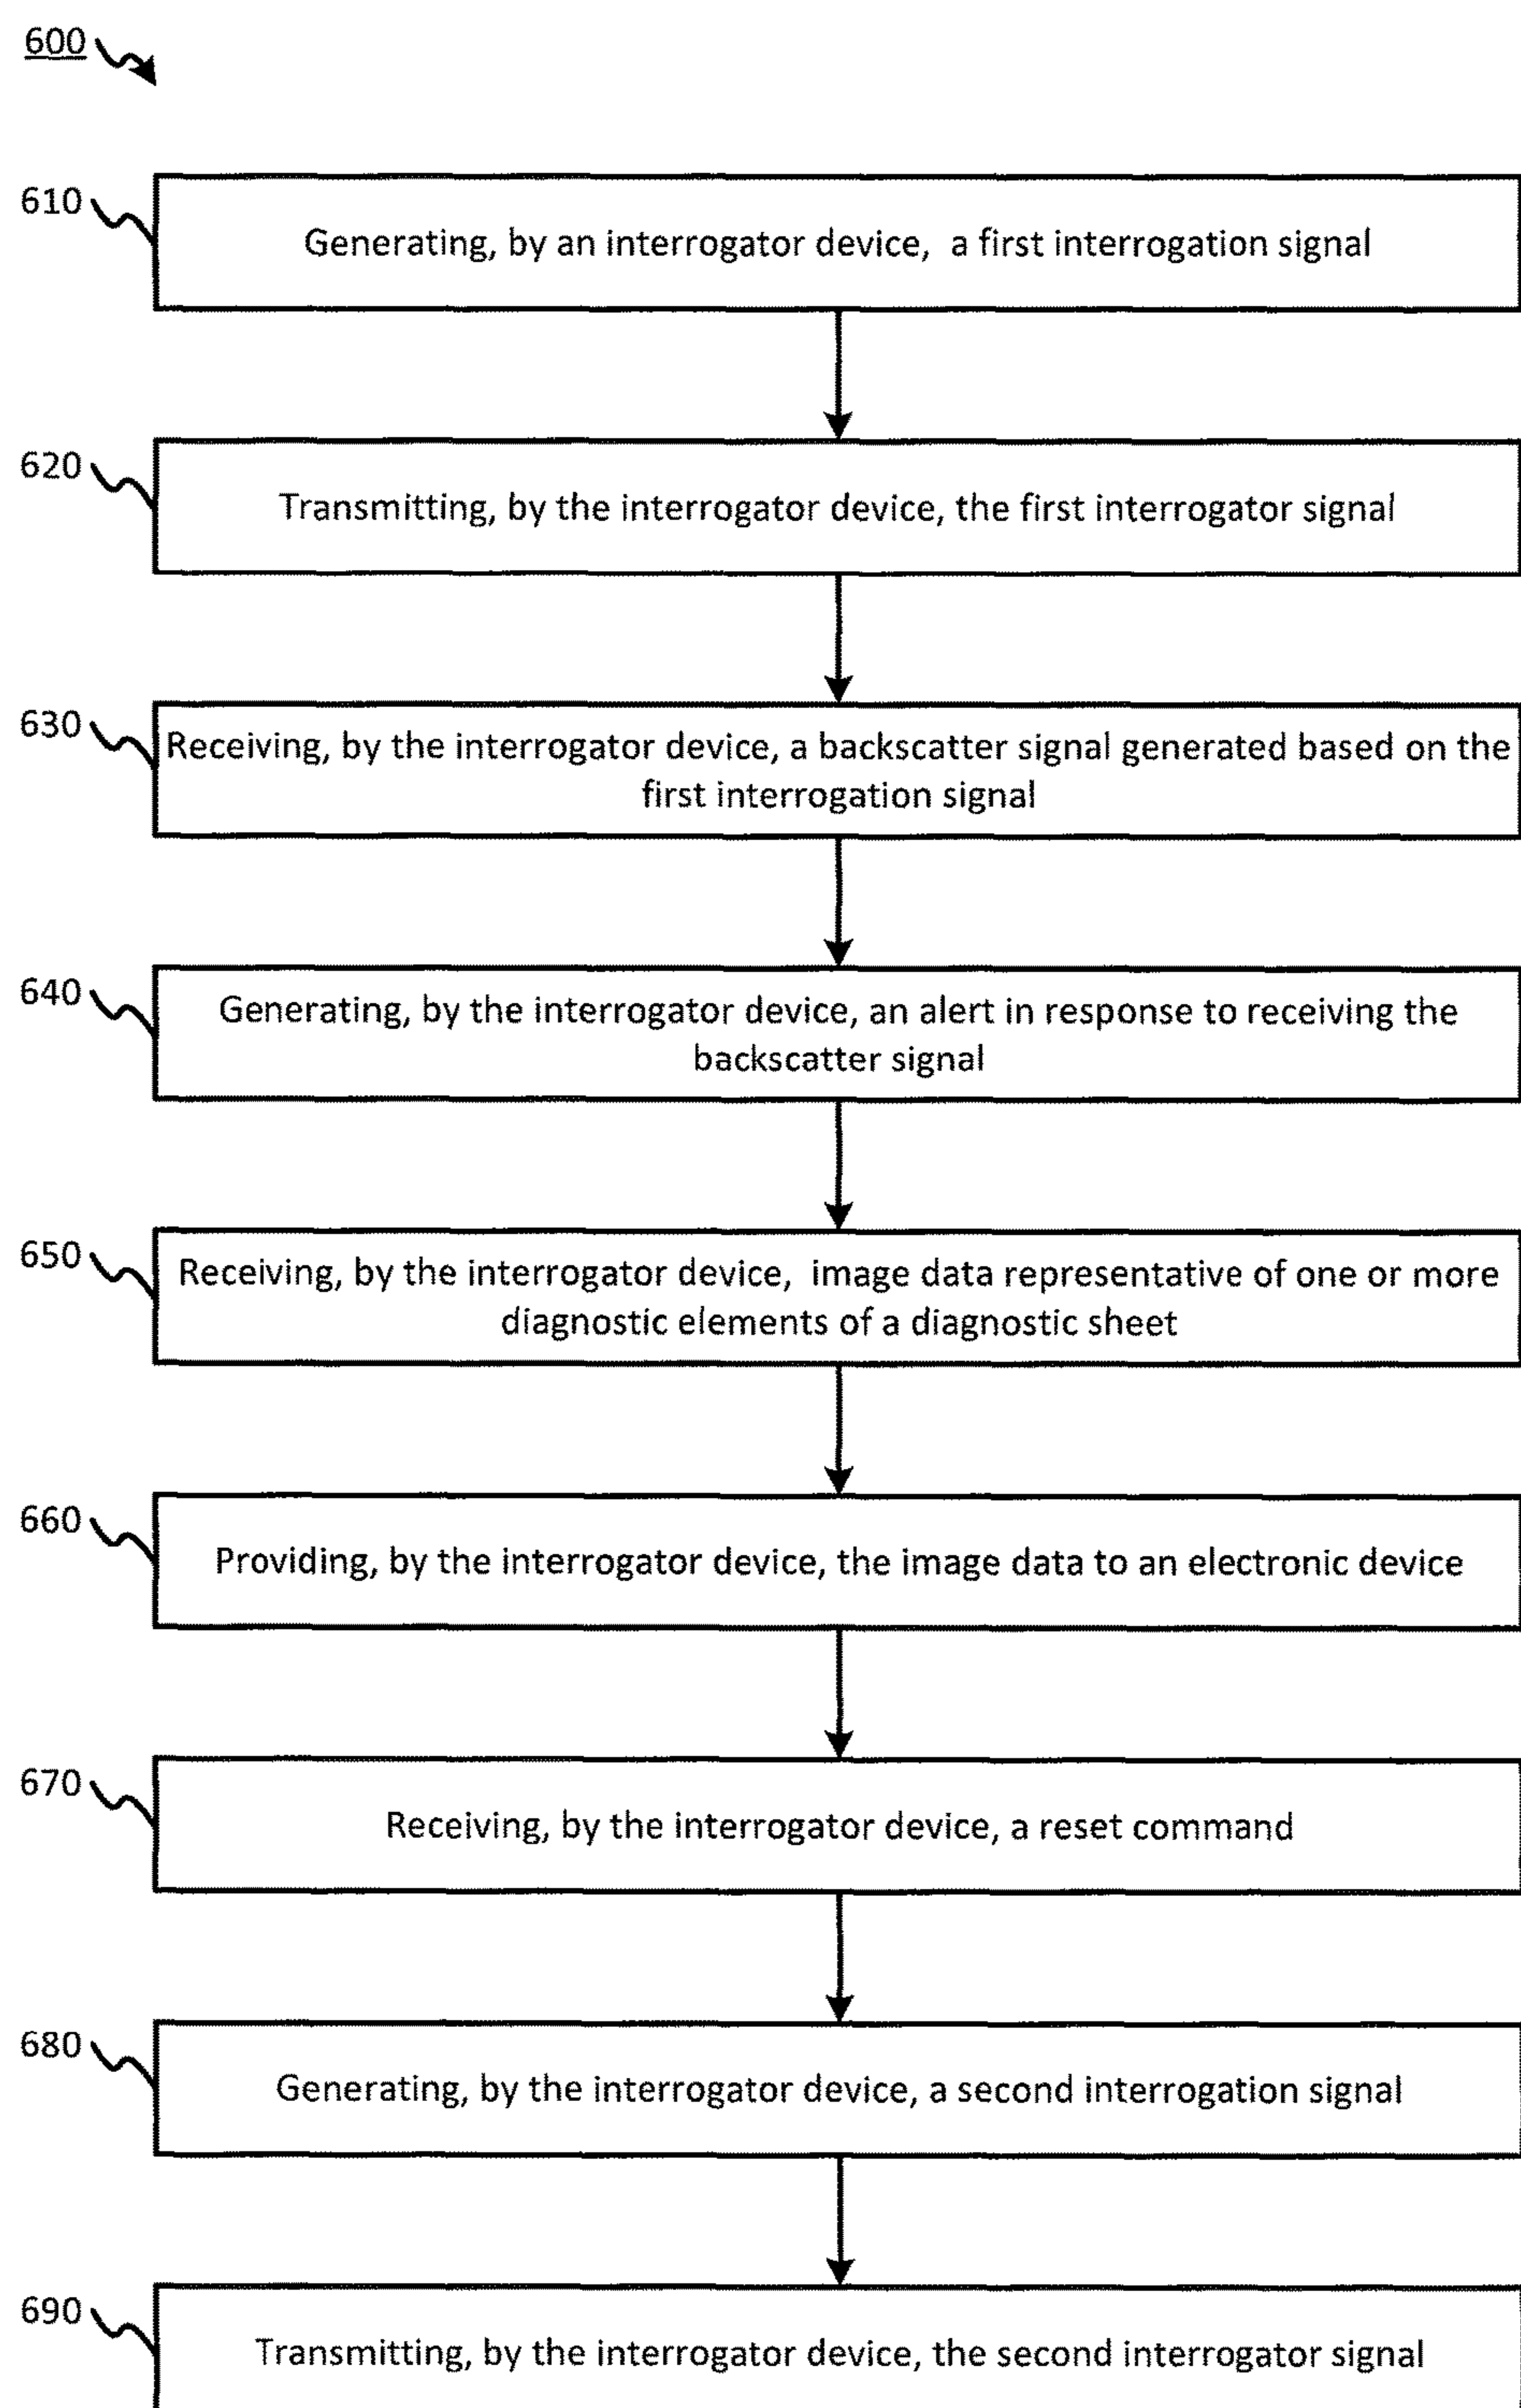 600
610
Generating, by an interrogator device, a first interrogation signal
620
Transmitting, by the interrogator device, the first interrogator signal
630
Receiving, by the interrogator device, a backscatter signal generated based on the
first interrogation signal
640
Generating, by the interrogator device, an alert in response to receiving the
backscatter signal
650
Receiving, by the interrogator device, image data representative of one or more
diagnostic elements of a diagnostic sheet
660
Providing, by the interrogator device, the image data to an electronic device
670
Receiving, by the interrogator device, a reset command
680
Generating, by the interrogator device, a second interrogation signal
690
Transmitting, by the interrogator device, the second interrogator signal